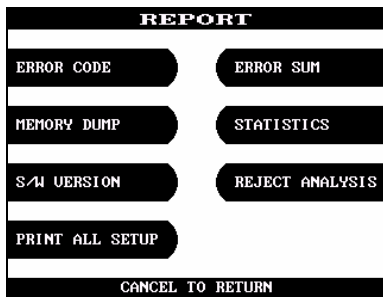 REPORT
ERROR CODE
ERROR SUM
MEMORY DUMP
STATISTICS
S/W VERSION
REJECT ANALYSIS
PRINT ALL SETUP
CANCEL TO RETURN